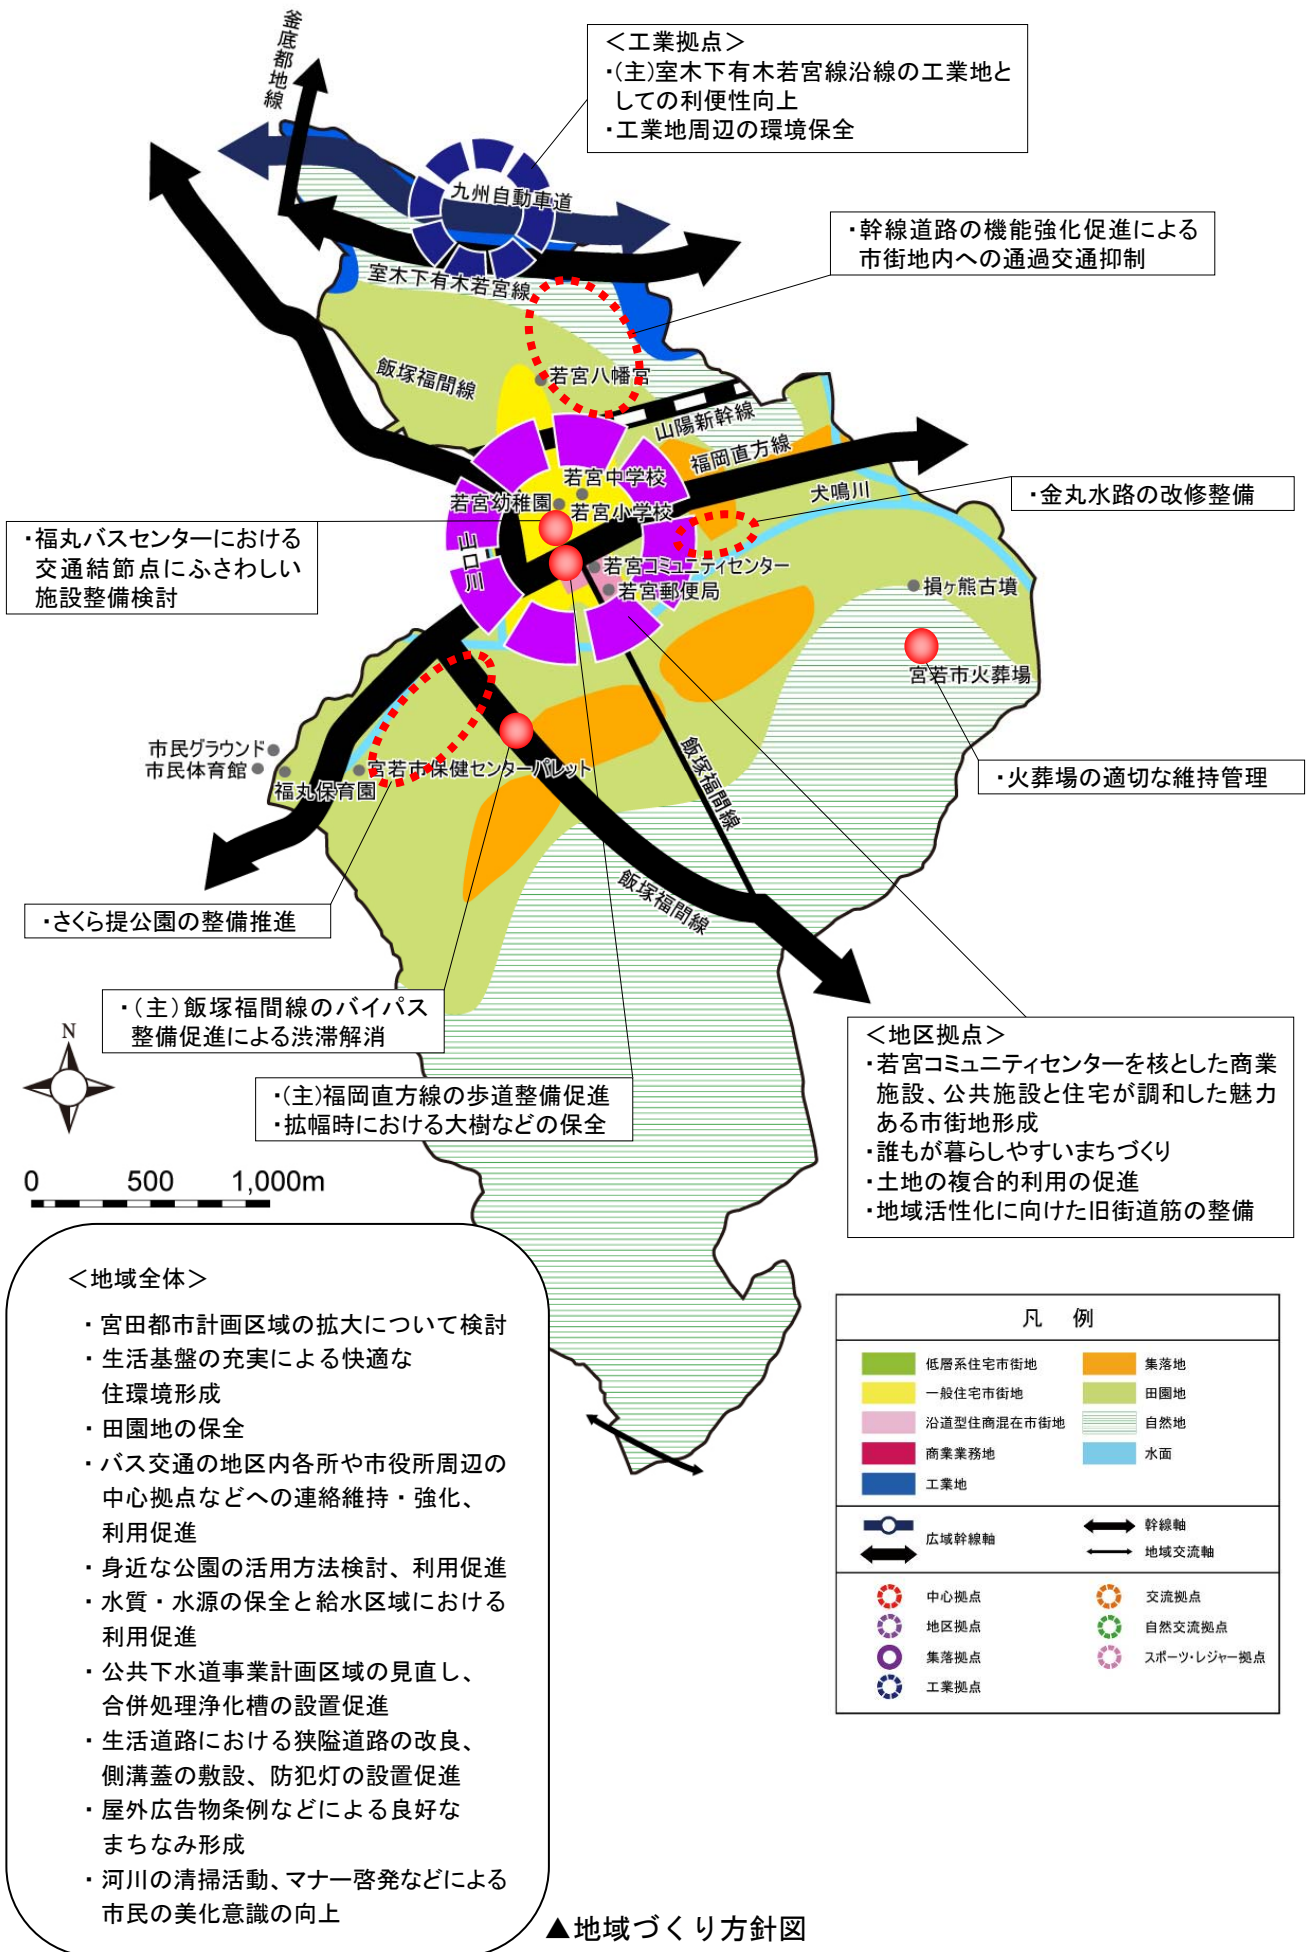 釜底都地線
＜工業拠点＞
・(主)室木下有木若宮線沿線の工業地と
しての利便性向上
・工業地周辺の環境保全
九州自動車道
・幹線道路の機能強化促進による
市街地内への通過交通抑制
室木下有木若宮線
飯塚福間線
若宮八幡宮
山陽新幹線
福岡直方線
犬鳴川
若宮中学校
若宮幼稚園
若宮小学校
・金丸水路の改修整備
・福丸バスセンターにおける
交通結節点にふさわしい
施設整備検討
山口川
若宮コミュニティセンター
若宮郵便局
損ヶ熊古墳
宮若市火葬場
市民グラウンド
市民体育館
福丸保育園
宮若市保健センターパレット
飯塚福間線
・火葬場の適切な維持管理
飯塚福間線
・さくら提公園の整備推進
・(主)飯塚福間線のバイパス
整備促進による渋滞解消
N
・(主)福岡直方線の歩道整備促進
・拡幅時における大樹などの保全
＜地区拠点＞
・若宮コミュニティセンターを核とした商業
施設、公共施設と住宅が調和した魅力
ある市街地形成
・誰もが暮らしやすいまちづくり
・土地の複合的利用の促進
・地域活性化に向けた旧街道筋の整備
0 500 1,000m
＜地域全体＞
・宮田都市計画区域の拡大について検討
・生活基盤の充実による快適な
住環境形成
・田園地の保全
・バス交通の地区内各所や市役所周辺の
中心拠点などへの連絡維持・強化、
利用促進
・身近な公園の活用方法検討、利用促進
・水質・水源の保全と給水区域における
利用促進
・公共下水道事業計画区域の見直し、
合併処理浄化槽の設置促進
・生活道路における狭隘道路の改良、
側溝蓋の敷設、防犯灯の設置促進
・屋外広告物条例などによる良好な
まちなみ形成
・河川の清掃活動、マナー啓発などによる
市民の美化意識の向上
凡 例
低層系住宅市街地
集落地
一般住宅市街地
田園地
沿道型住商混在市街地
自然地
商業業務地
水面
工業地
広域幹線軸
幹線軸
地域交流軸
中心拠点
交流拠点
地区拠点
自然交流拠点
集落拠点
スポーツ・レジャー拠点
工業拠点
▲地域づくり方針図